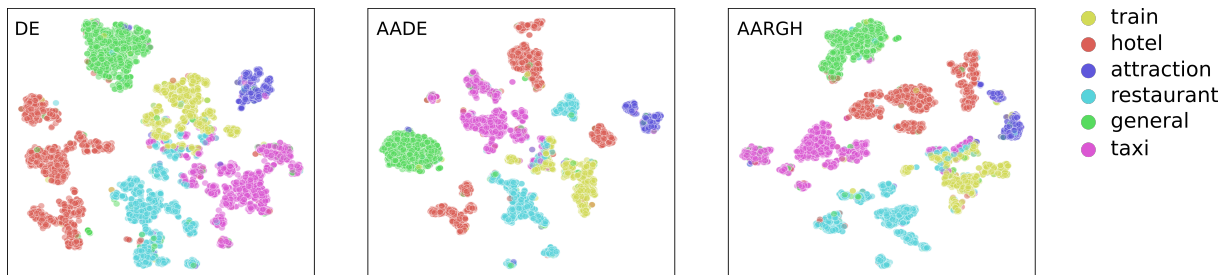 DE
AADE
AARGH
train
hotel
attraction
restaurant
general
taxi